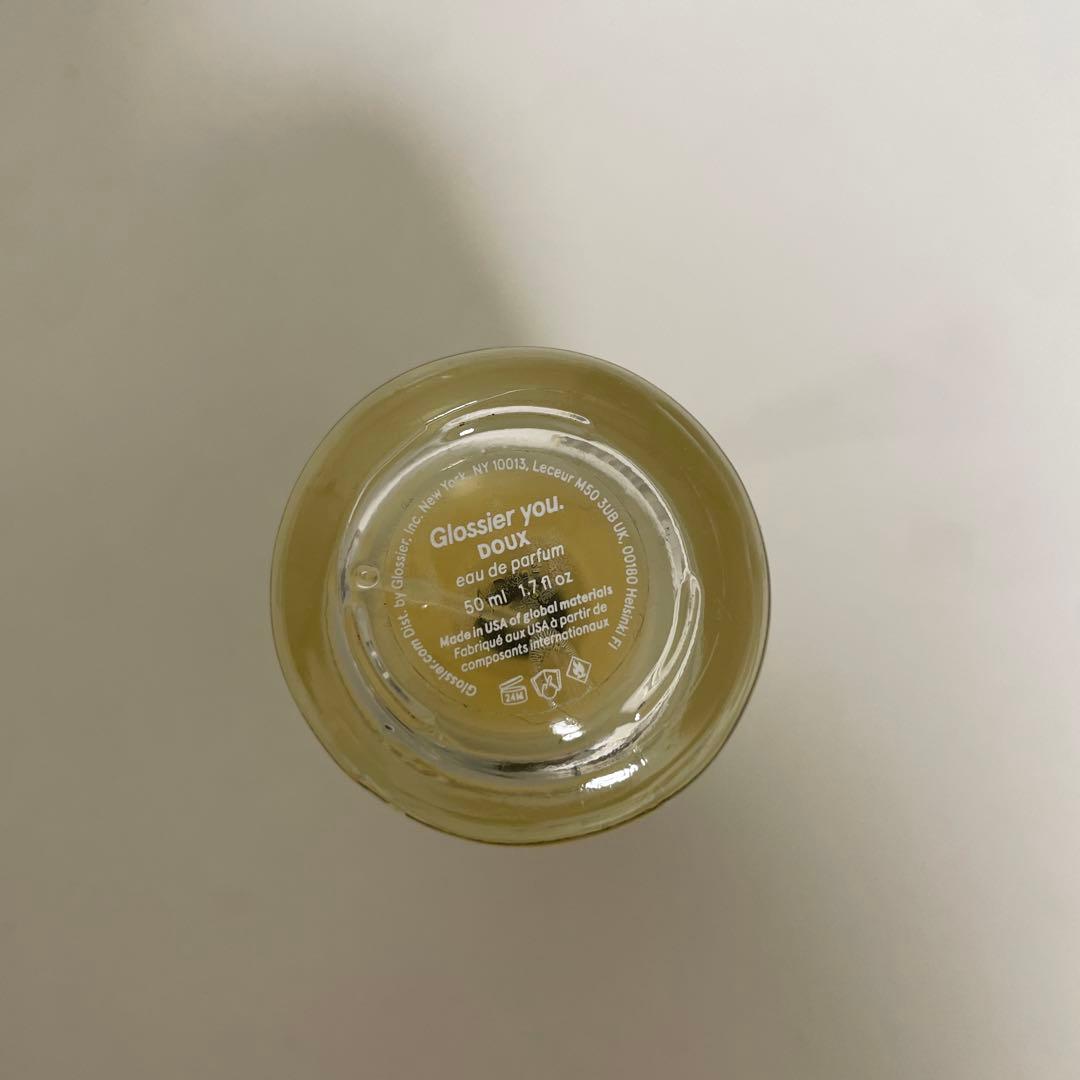 Glossier you.
DOUX
eau de parfum
50 ml 1.7 fl oz
Made in USA of global materials
Fabriqué aux USA à partir de
composants internationaux
24M
Glossier.com Dist. by Glossier, Inc. New York, NY 10013, Leceur M50 3UB UK, 00180 Helsinki FI